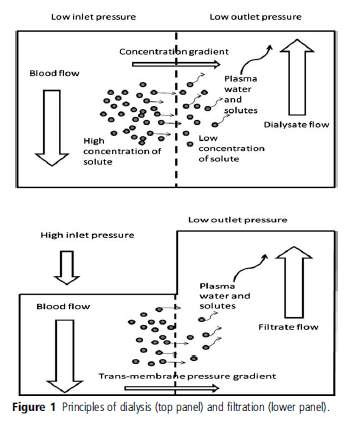 Low inlet pressure
Low outlet pressure
Concentration gradient
Blood flow
Plasma
water
and
solutes
Dialysate flow
High
concentration of
solute
Low
concentration
of solute
Low outlet pressure
High inlet pressure
Plasma
water and
solutes
Blood flow
Filtrate flow
Trans-membrane pressure gradient
Figure 1 Principles of dialysis (top panel) and filtration (lower panel).